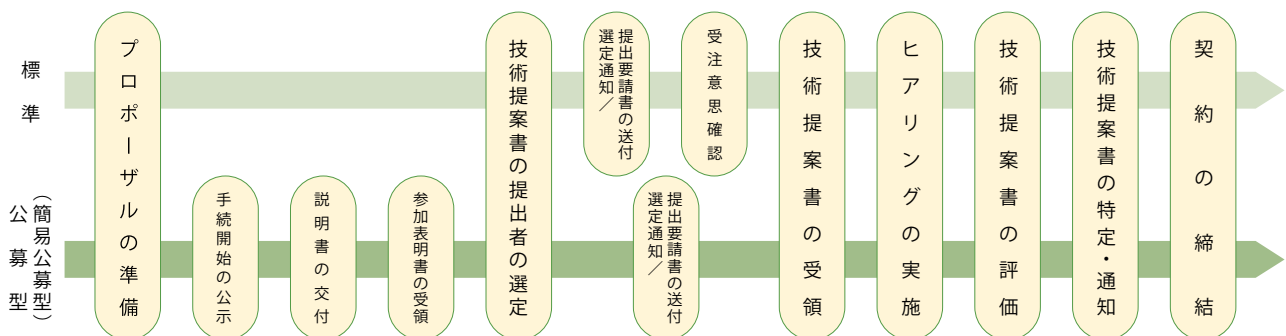 標準
公募型
（簡易公募型）
プロポーザルの準備
手続開始の公示
説明書の交付
参加表明書の受領
技術提案書の提出者の選定
選定通知／
提出要請書の送付
受注意思確認
選定通知／
提出要請書の送付
技術提案書の受領
ヒアリングの実施
技術提案書の評価
技術提案書の特定・通知
契約の締結